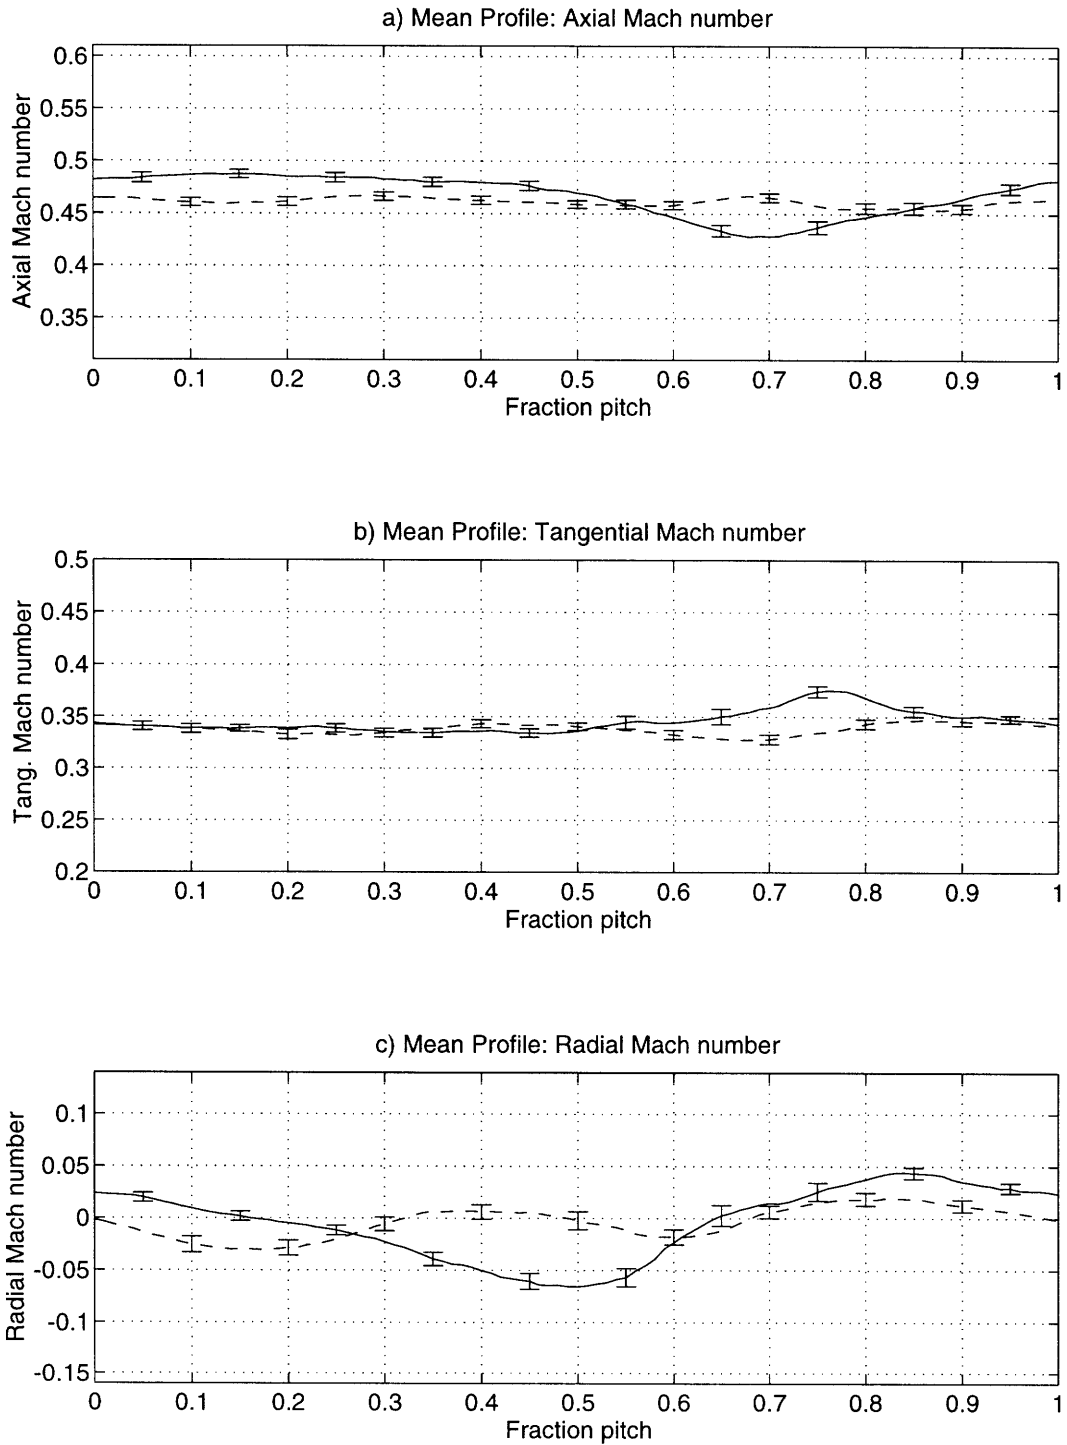 a) Mean Profile: Axial Mach number
0.6
0.55
0.5
0.45
0.4
0.35
Axial Mach number
0 0.1 0.2 0.3 0.4 0.5 0.6 0.7 0.8 0.9 1
Fraction pitch
b) Mean Profile: Tangential Mach number
0.5
0.45
0.4
0.35
0.3
0.25
0.2
Tang. Mach number
0 0.1 0.2 0.3 0.4 0.5 0.6 0.7 0.8 0.9 1
Fraction pitch
c) Mean Profile: Radial Mach number
0.1
0.05
0
-0.05
-0.1
-0.15
Radial Mach number
0 0.1 0.2 0.3 0.4 0.5 0.6 0.7 0.8 0.9 1
Fraction pitch